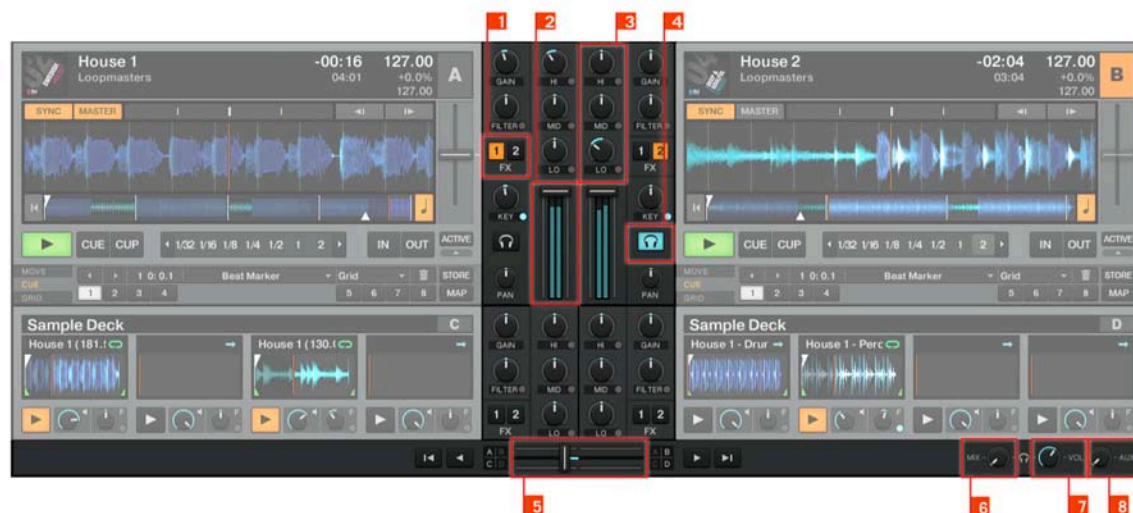 1 2 3 4
House 1 -00:16 127.00 A
Loopmasters 04:01 +0.0%
127.00
SYNC MASTER
CUE CUP 1/32 1/16 1/8 1/4 1/2 1 2 IN OUT ACTIVE
MOVE
CUE
GRID
1 0:0.1 Beat Marker Grid STORE
1 2 3 4 5 6 7 8 MAP
GAIN HI HI GAIN
FILTER MID MID FILTER
1 2 1 2
FX LO LO FX
KEY KEY
PAN PAN
House 2 -02:04 127.00 B
Loopmasters 03:04 +0.0%
127.00
SYNC MASTER
CUE CUP 1/32 1/16 1/8 1/4 1/2 1 2 IN OUT ACTIVE
MOVE
CUE
GRID
1 0:0.1 Beat Marker Grid STORE
1 2 3 4 5 6 7 8 MAP
Sample Deck C
House 1 (181.! House 1 (130.(
GAIN HI HI GAIN
FILTER MID MID FILTER
1 2 1 2
FX LO LO FX
Sample Deck D
House 1 - Drur House 1 - Perc
A B A B
C D C D
MIX VOL AUX
5 6 7 8